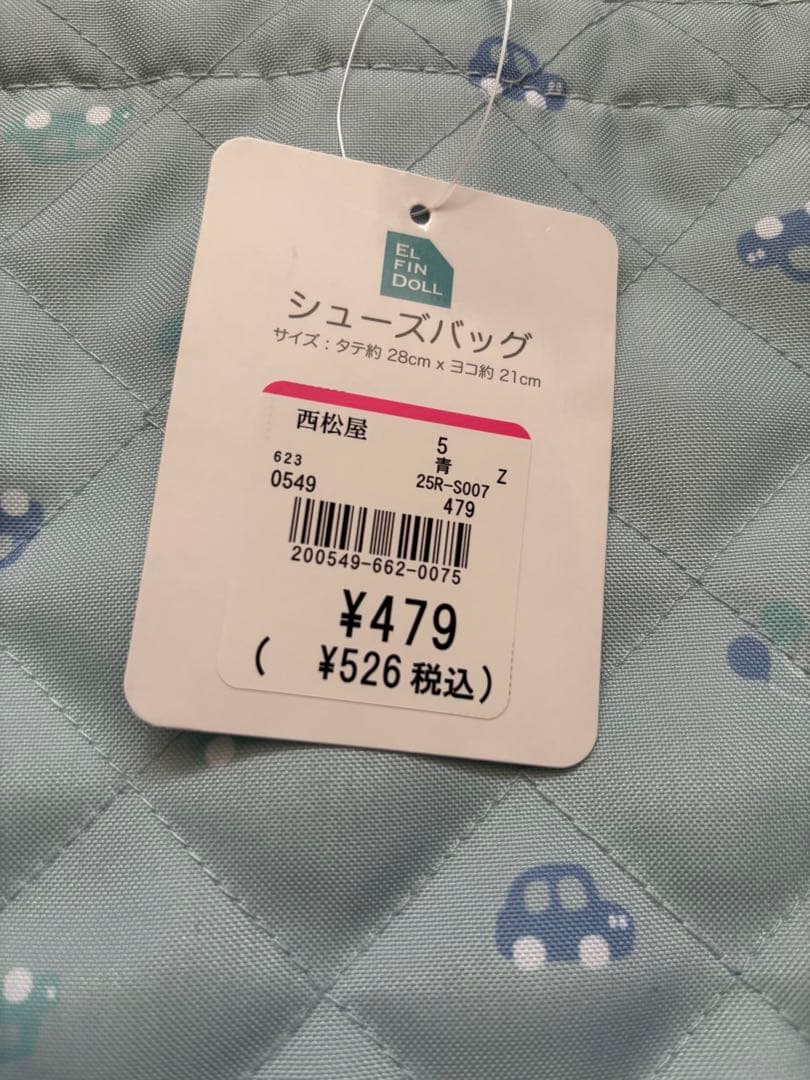 EL
FIN
DOLL
シューズバッグ
サイズ：タテ約 28cm x ヨコ約 21cm
西松屋 5
623 青 Z
0549 25R-S007
479
200549-662-0075
¥479
( ¥526 税込)